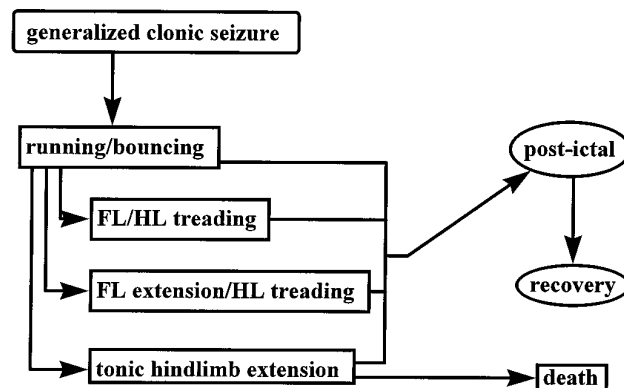 generalized clonic seizure
running/bouncing
post-ictal
FL/HL treading
FL extension/HL treading
recovery
tonic hindlimb extension
death